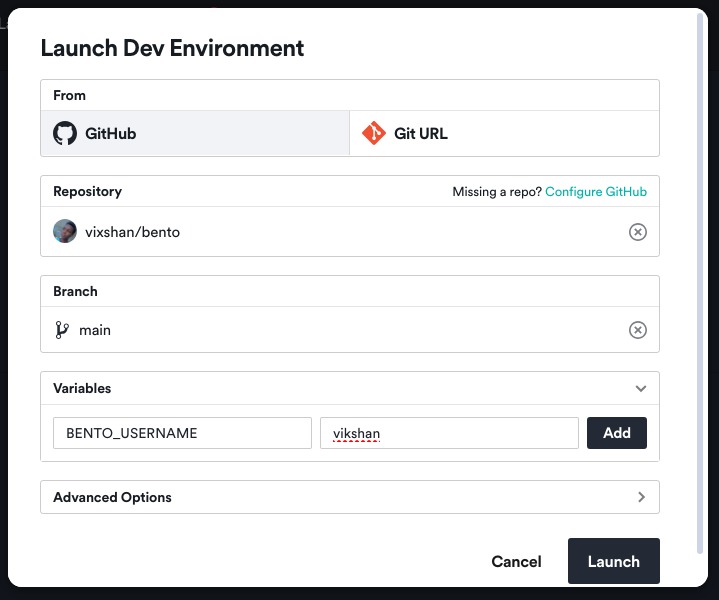 Launch Dev Environment
From
GitHub
Git URL
Repository
Missing a repo? Configure GitHub
vixshan/bento
Branch
main
Variables
BENTO_USERNAME
vikshan
Add
Advanced Options
Cancel
Launch